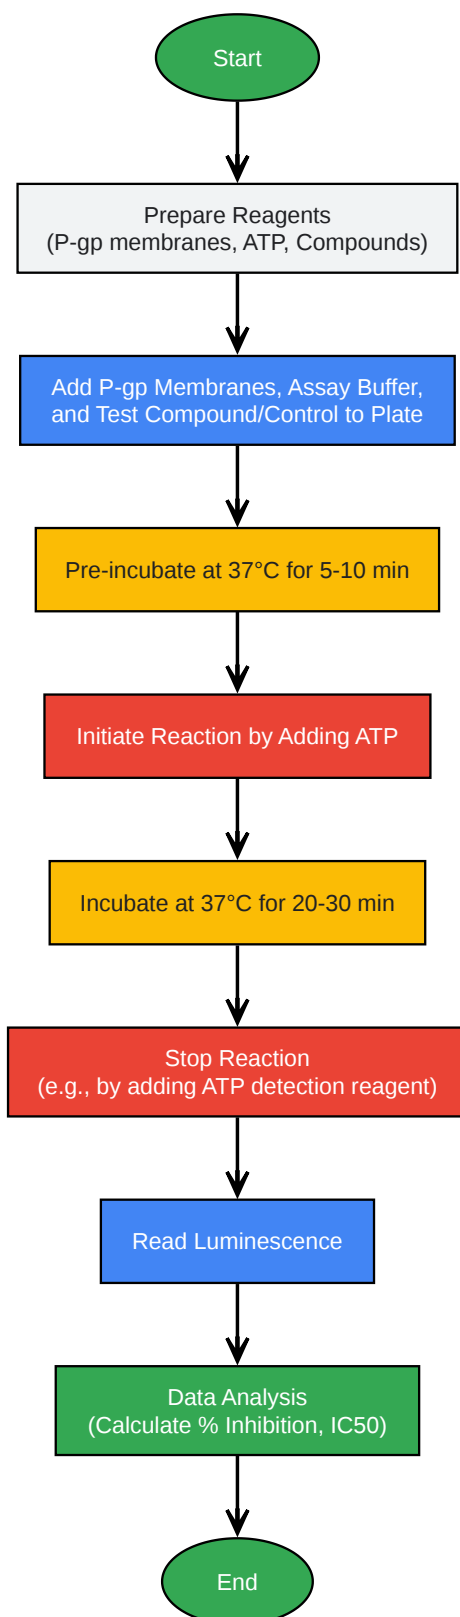 Start
Prepare Reagents
(P-gp membranes, ATP, Compounds)
Add P-gp Membranes, Assay Buffer,
and Test Compound/Control to Plate
Pre-incubate at 37°C for 5-10 min
Initiate Reaction by Adding ATP
Incubate at 37°C for 20-30 min
Stop Reaction
(e.g., by adding ATP detection reagent)
Read Luminescence
Data Analysis
(Calculate % Inhibition, IC50)
End